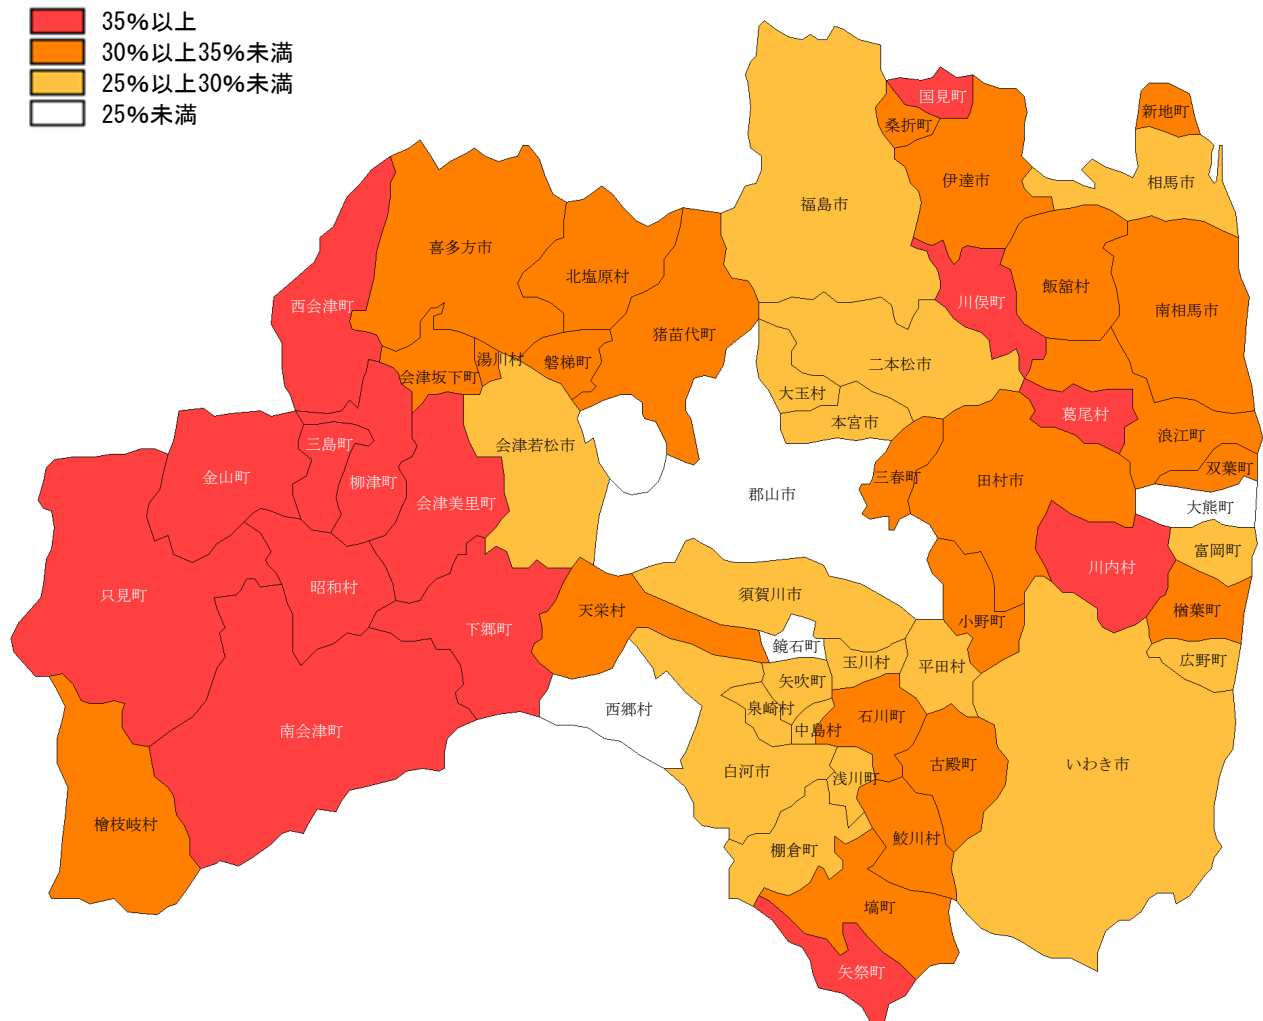 35%以上
30%以上35%未満
25%以上30%未満
25%未満
国見町
新地町
桑折町
伊達市
相馬市
福島市
喜多方市
北塩原村
飯舘村
西会津町
川俣町
南相馬市
猪苗代町
湯川村
磐梯町
二本松市
会津坂下町
大玉村
葛尾村
本宮市
浪江町
三島町
会津若松市
双葉町
金山町
柳津町
三春町
田村市
郡山市
会津美里町
大熊町
富岡町
川内村
昭和村
只見町
須賀川市
天栄村
楢葉町
小野町
下郷町
鏡石町
玉川村
平田村
広野町
矢吹町
西郷村
泉崎村
石川町
南会津町
中島村
古殿町
いわき市
白河市
浅川町
檜枝岐村
鮫川村
棚倉町
塙町
矢祭町